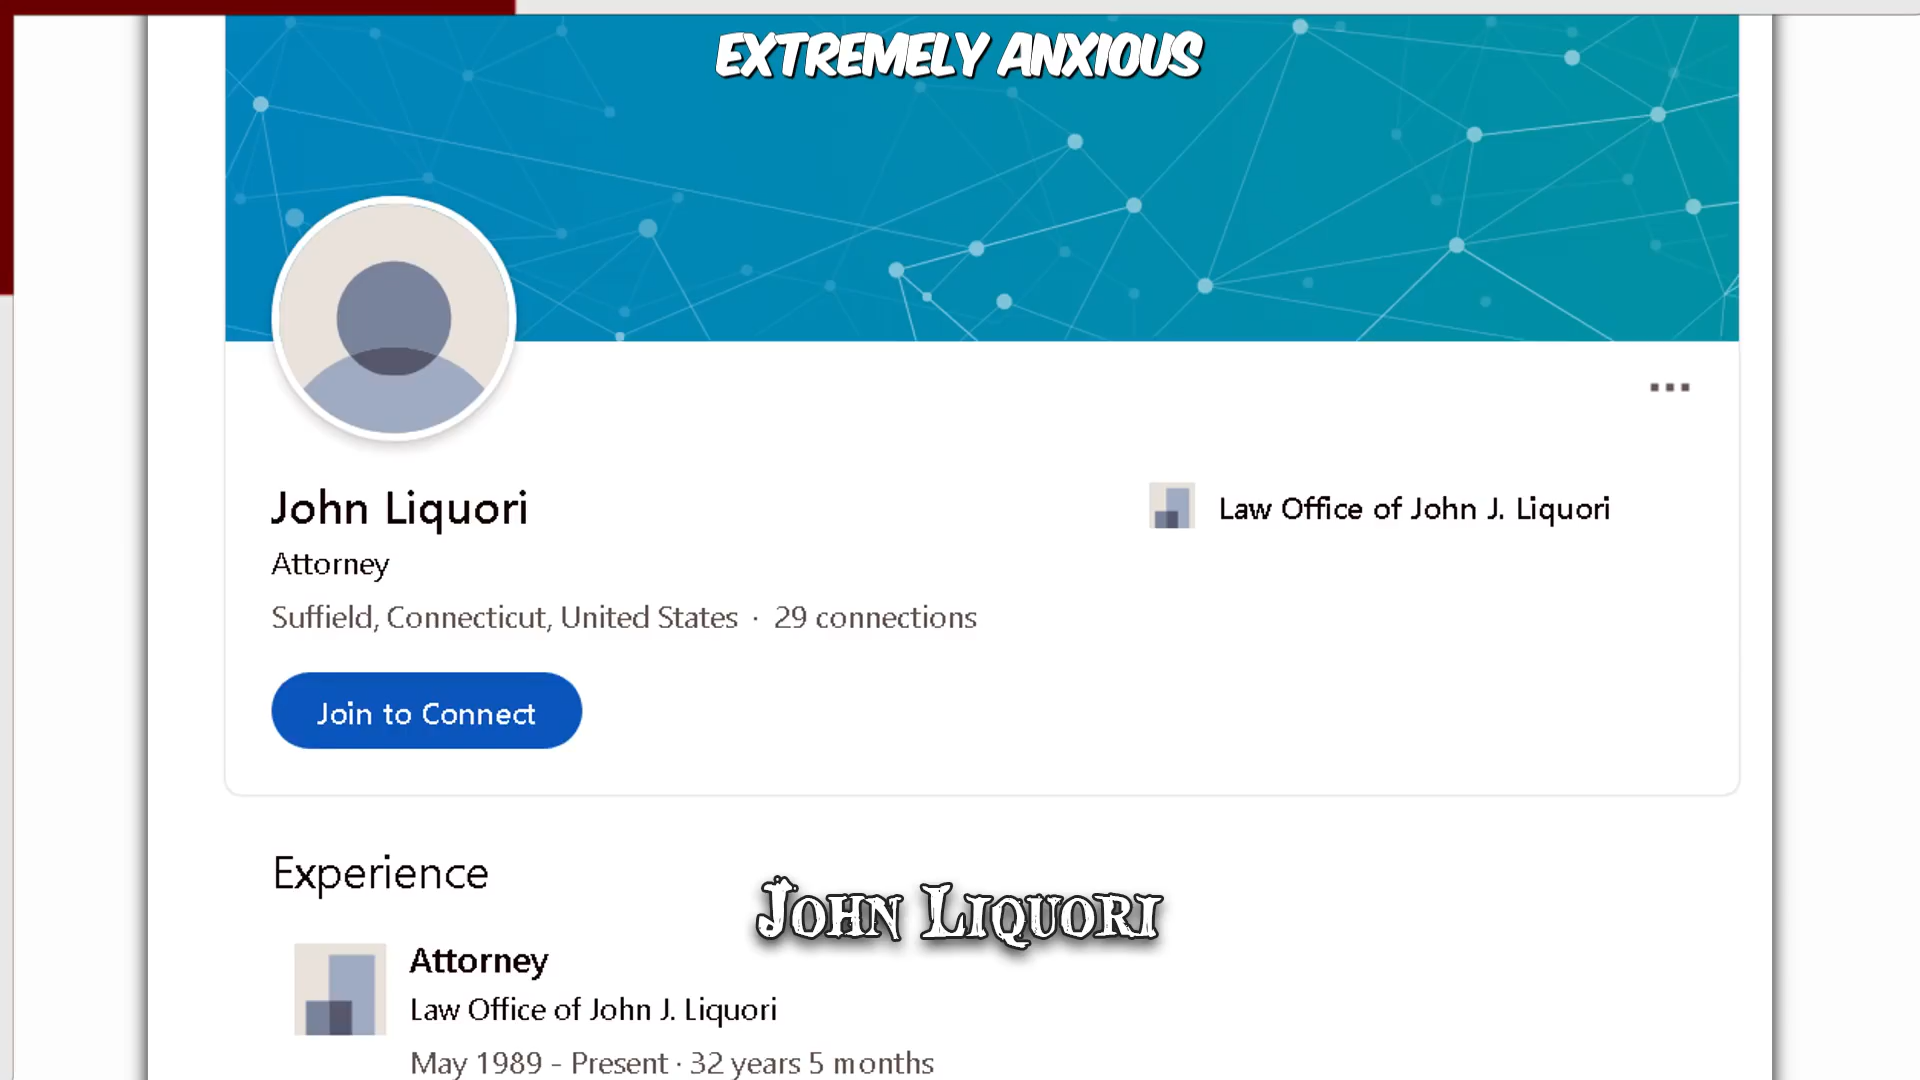 EXTREMELY ANXIOUS
John Liquori
Law Office of John J. Liquori
Attorney
Suffield, Connecticut, United States · 29 connections
Join to Connect
Experience
John Liquori
Attorney
Law Office of John J. Liquori
May 1989 - Present · 32 years 5 months